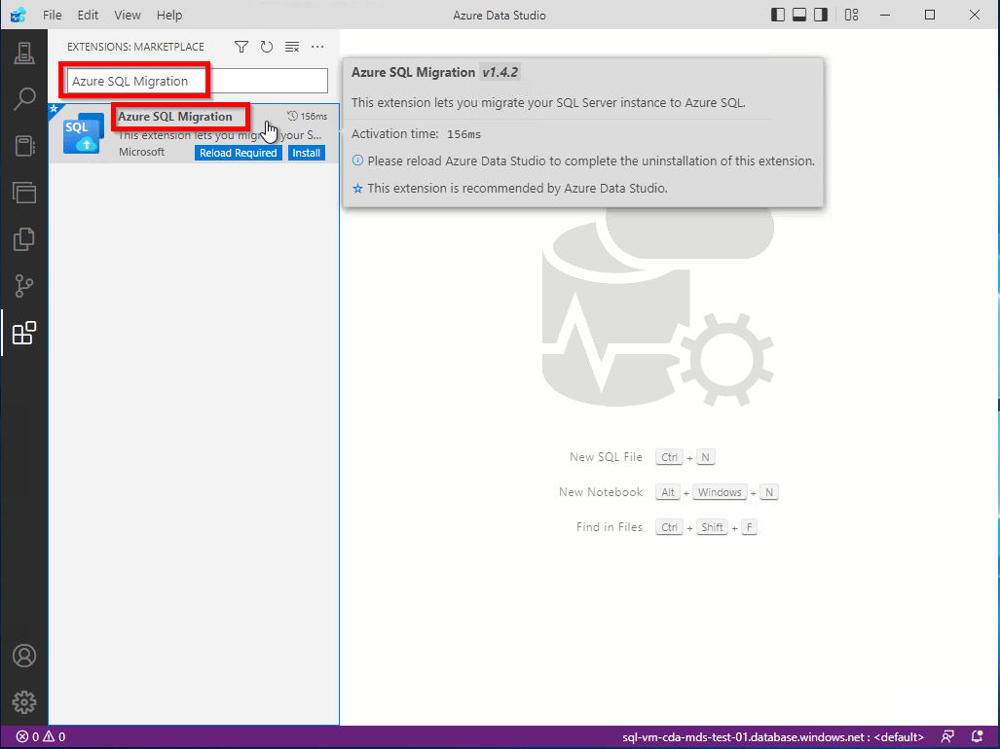 File Edit View Help
Azure Data Studio
EXTENSIONS: MARKETPLACE
Azure SQL Migration
SQL
Azure SQL Migration
156ms
This extension lets you migrate your S...
Microsoft
Reload Required
Install
Azure SQL Migration v1.4.2
This extension lets you migrate your SQL Server instance to Azure SQL.
Activation time: 156ms
Please reload Azure Data Studio to complete the uninstallation of this extension.
This extension is recommended by Azure Data Studio.
New SQL File Ctrl + N
New Notebook Alt + Windows + N
Find in Files Ctrl + Shift + F
0 0
sql-vm-cda-mds-test-01.database.windows.net : <default>